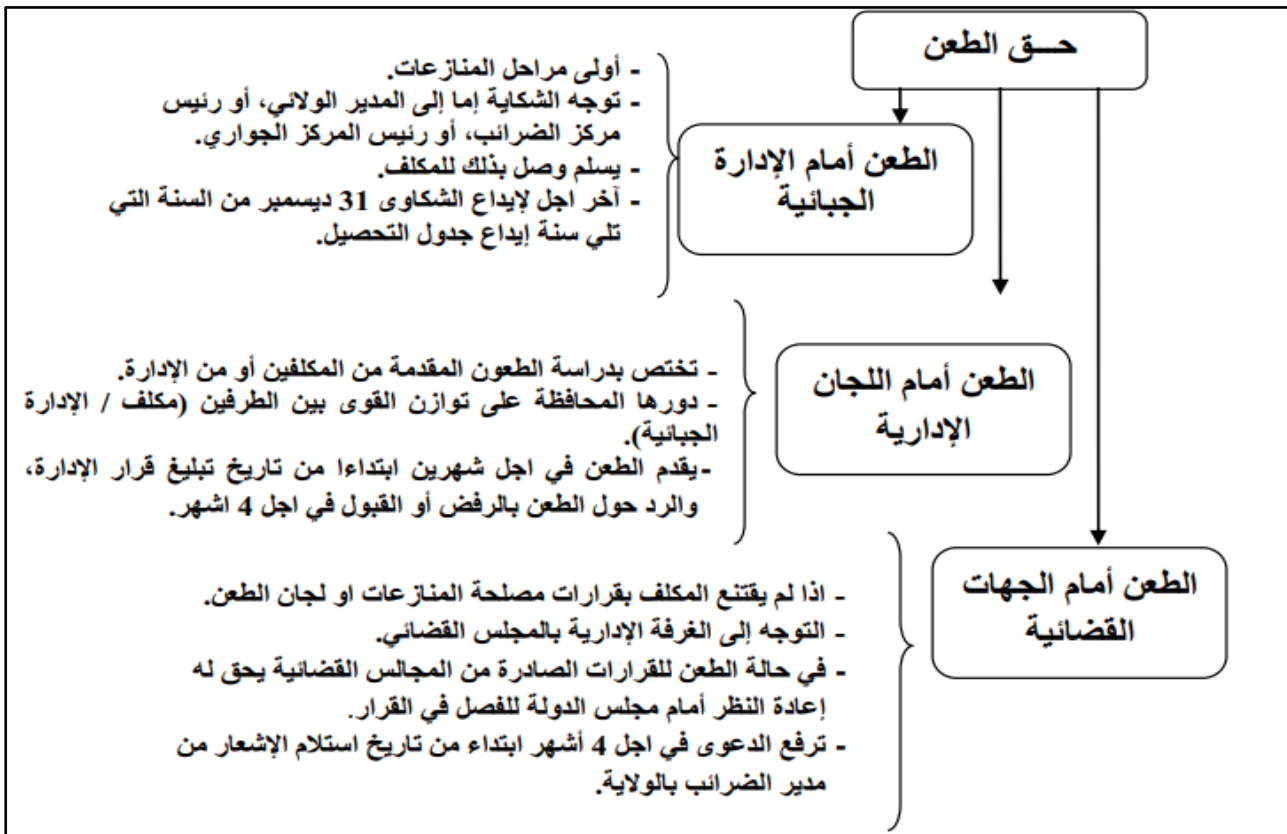 حـــق الطعن
الطعن أمام الإدارة
الجبائية
- أولى مراحل المنازعات.
- توجه الشكاية إما إلى المدير الولائي، أو رئيس
مركز الضرائب، أو رئيس المركز الجواري.
- يسلم وصل بذلك للمكلف.
- آخر اجل لإيداع الشكاوى 31 ديسمبر من السنة التي
تلي سنة إيداع جدول التحصيل.
الطعن أمام اللجان
الإدارية
- تختص بدراسة الطعون المقدمة من المكلفين أو من الإدارة.
- دورها المحافظة على توازن القوى بين الطرفين (مكلف / الإدارة
الجبائية).
- يقدم الطعن في اجل شهرين ابتداءا من تاريخ تبليغ قرار الإدارة،
والرد حول الطعن بالرفض أو القبول في اجل 4 اشهر.
الطعن أمام الجهات
القضائية
- اذا لم يقتنع المكلف بقرارات مصلحة المنازعات او لجان الطعن.
- التوجه إلى الغرفة الإدارية بالمجلس القضائي.
- في حالة الطعن للقرارات الصادرة من المجالس القضائية يحق له
إعادة النظر أمام مجلس الدولة للفصل في القرار.
- ترفع الدعوى في اجل 4 أشهر ابتداء من تاريخ استلام الإشعار من
مدير الضرائب بالولاية.